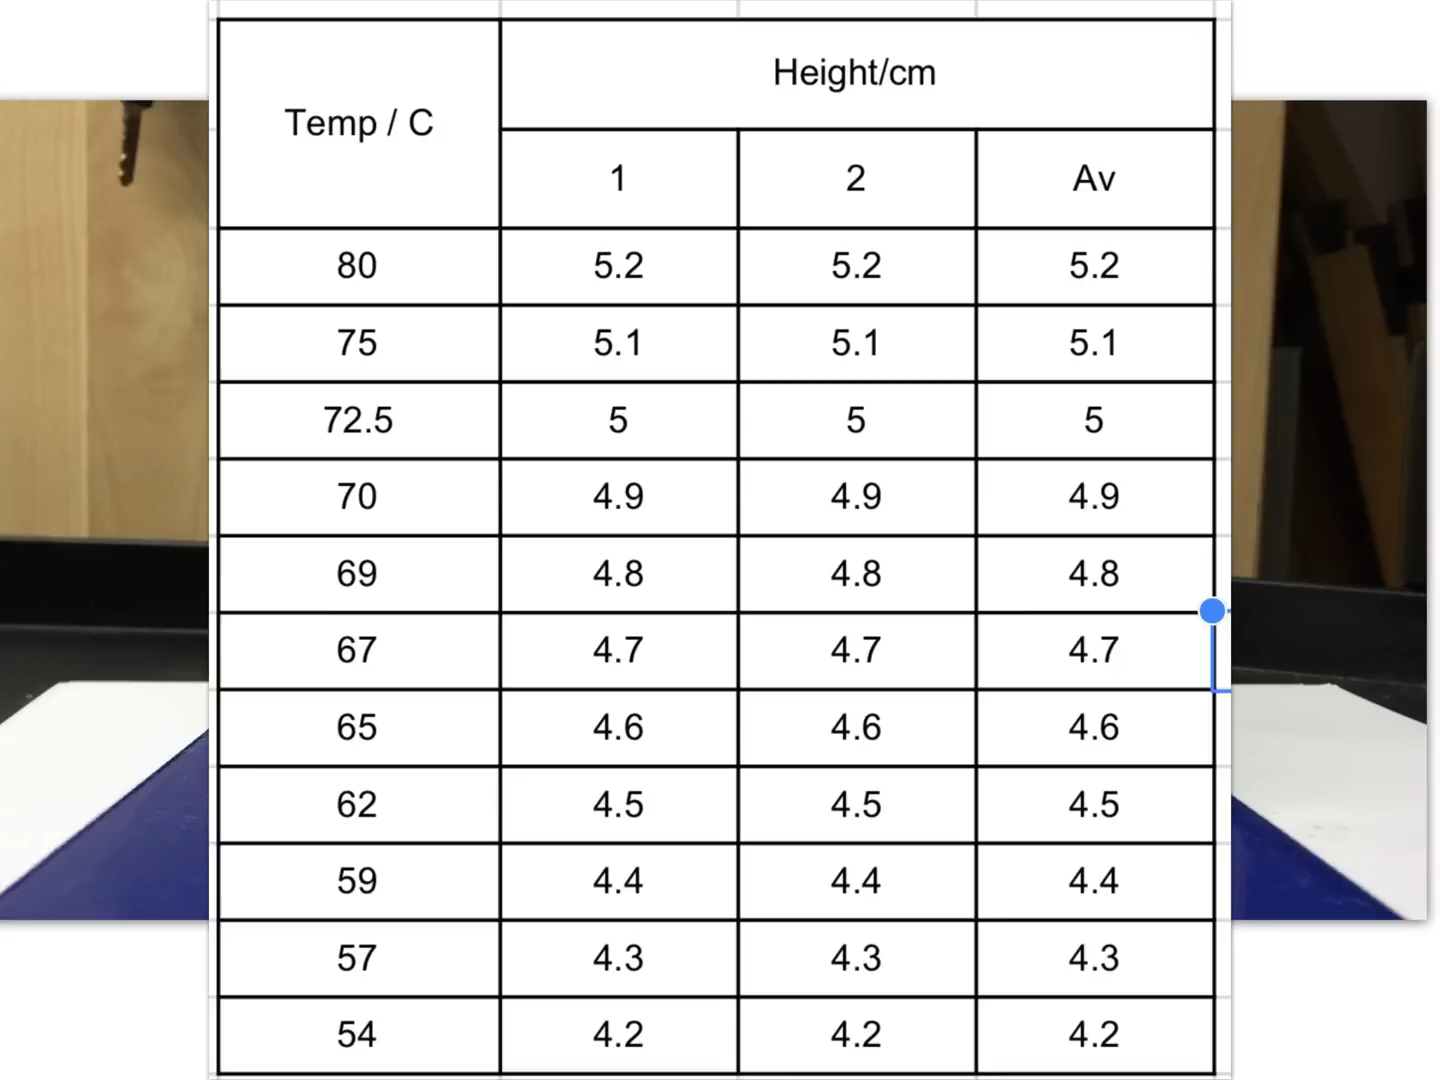 Height/cm
Temp / C
1 2 Av
80 5.2 5.2 5.2
75 5.1 5.1 5.1
72.5 5 5 5
70 4.9 4.9 4.9
69 4.8 4.8 4.8
67 4.7 4.7 4.7
65 4.6 4.6 4.6
62 4.5 4.5 4.5
59 4.4 4.4 4.4
57 4.3 4.3 4.3
54 4.2 4.2 4.2